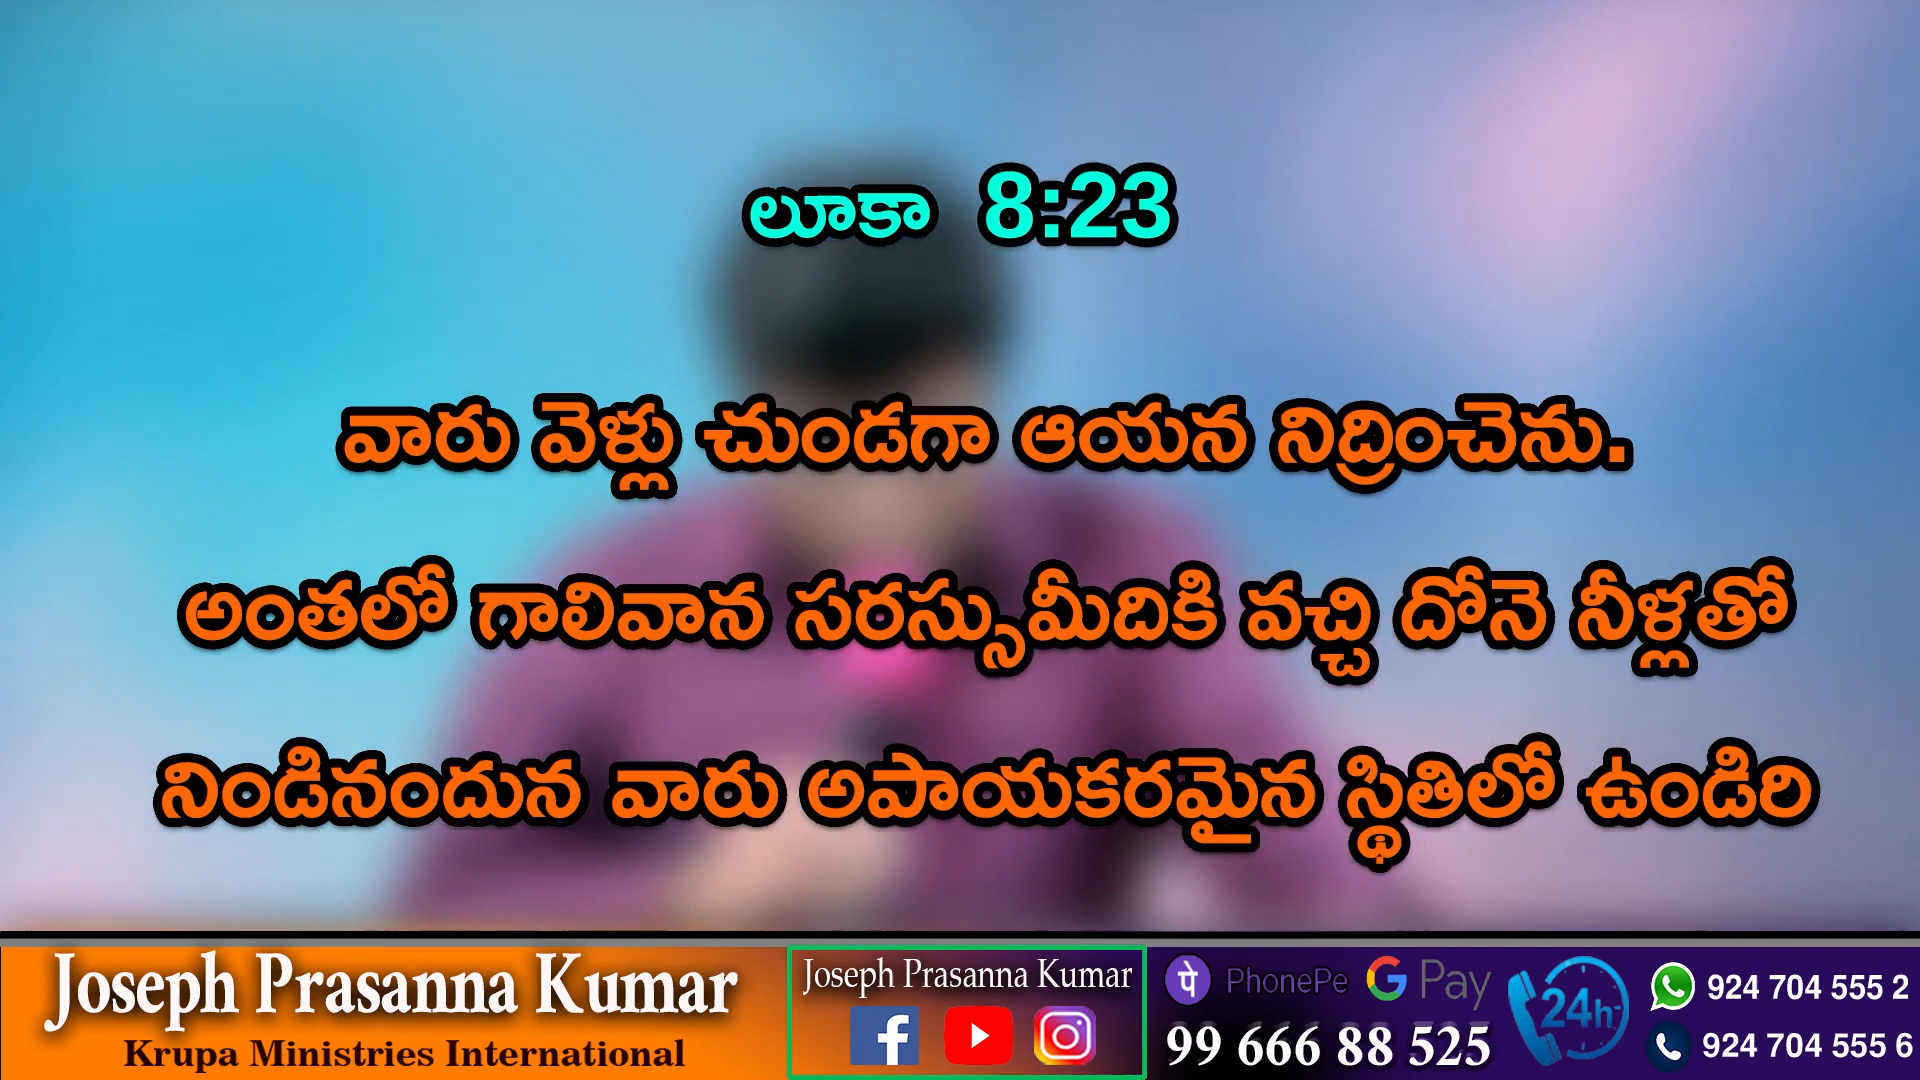 లూకా 8:23
వారు వెళ్లు చుండగా ఆయన నిద్రించెను.
అంతలో గాలివాన సరస్సుమీదికి వచ్చి దోనె నీళ్లతో
నిండినందున వారు అపాయకరమైన స్థితిలో ఉండిరి
Joseph Prasanna Kumar
Krupa Ministries International
Joseph Prasanna Kumar
पे PhonePe G Pay
99 666 88 525
24h
924 704 555 2
924 704 555 6